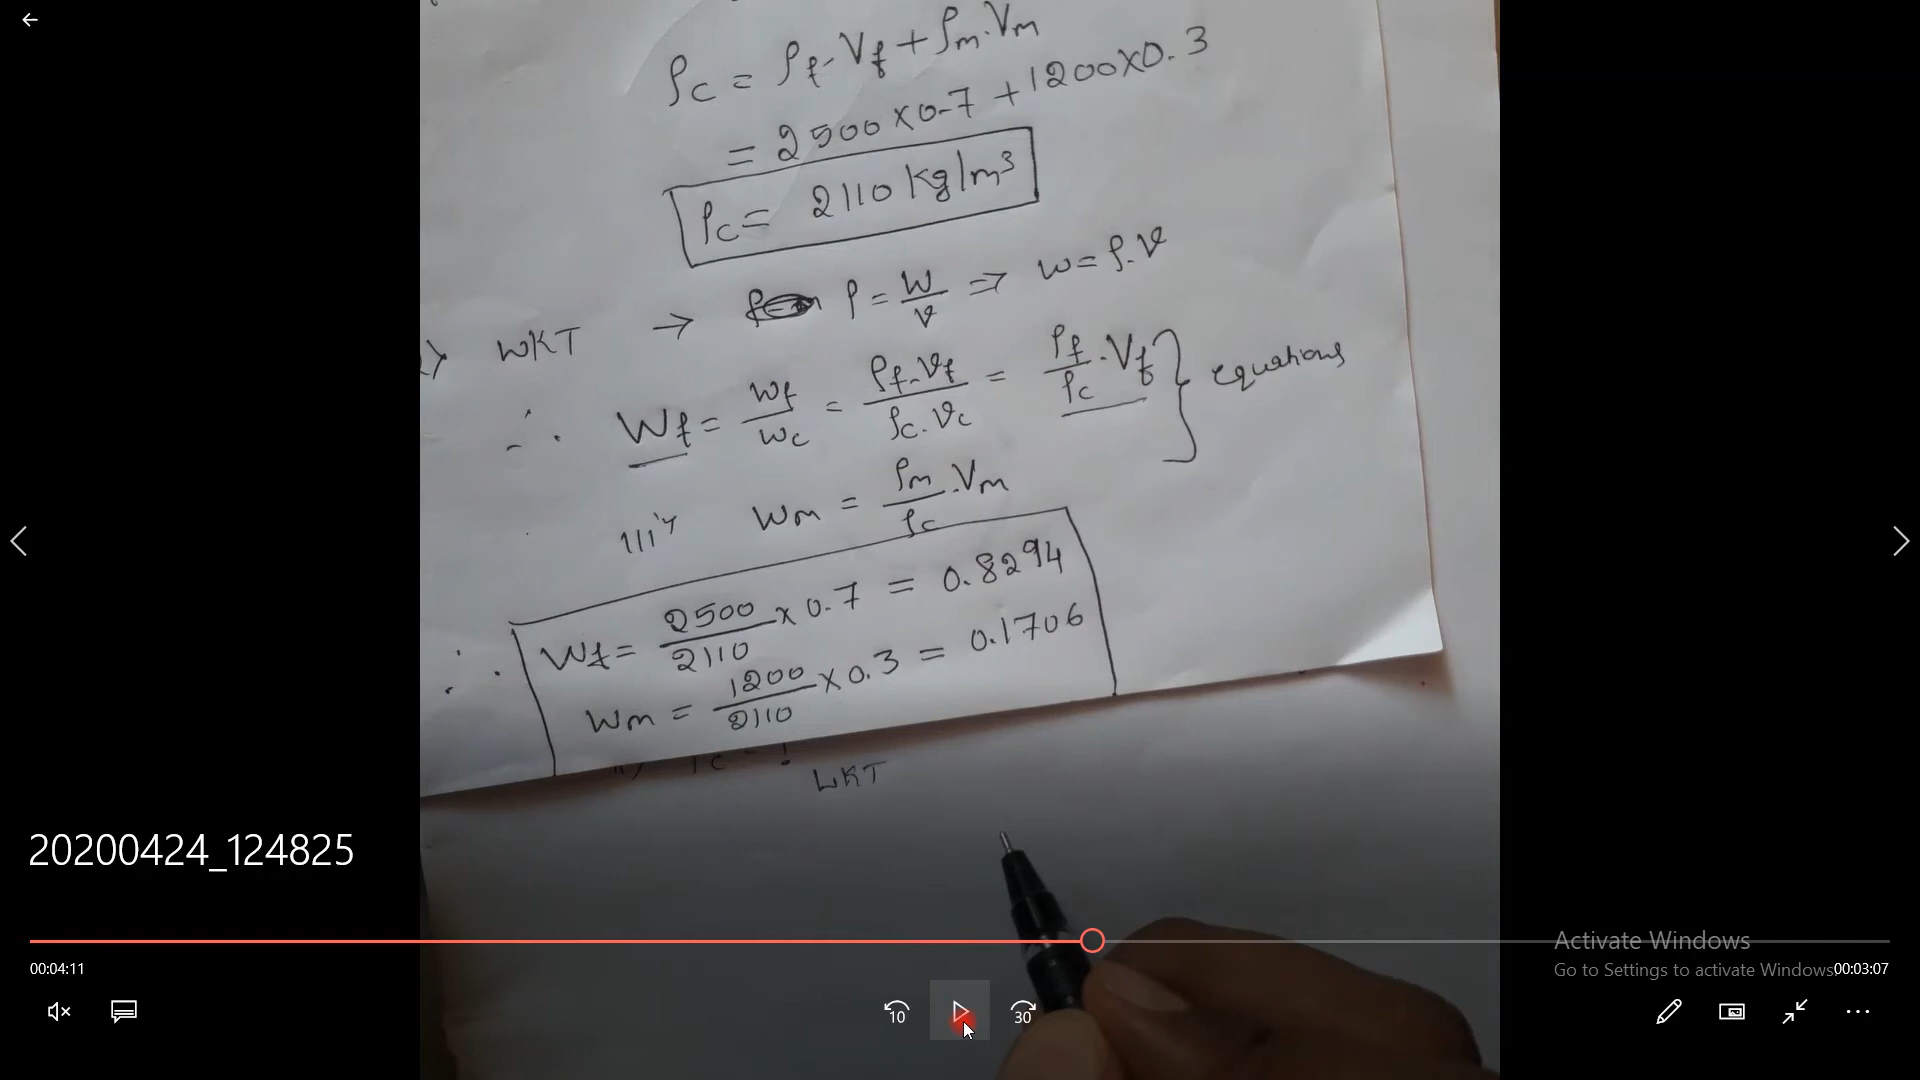 ρc = ρf.Vf + ρm.Vm
= 2500 x 0.7 + 1200 x 0.3
ρc = 2110 kg/m³
WKT → ρ = w/v => w = ρ.v
∴ Wf = wf/wc = ρf.vf/ρc.vc = ρf/ρc.Vf } equations
111'y Wm = ρm/ρc.Vm
∴ Wf = 2500/2110 x 0.7 = 0.8294
Wm = 1200/2110 x 0.3 = 0.1706
WKT
20200424_124825
Activate Windows
Go to Settings to activate Windows.
00:04:11
00:03:07
10
30